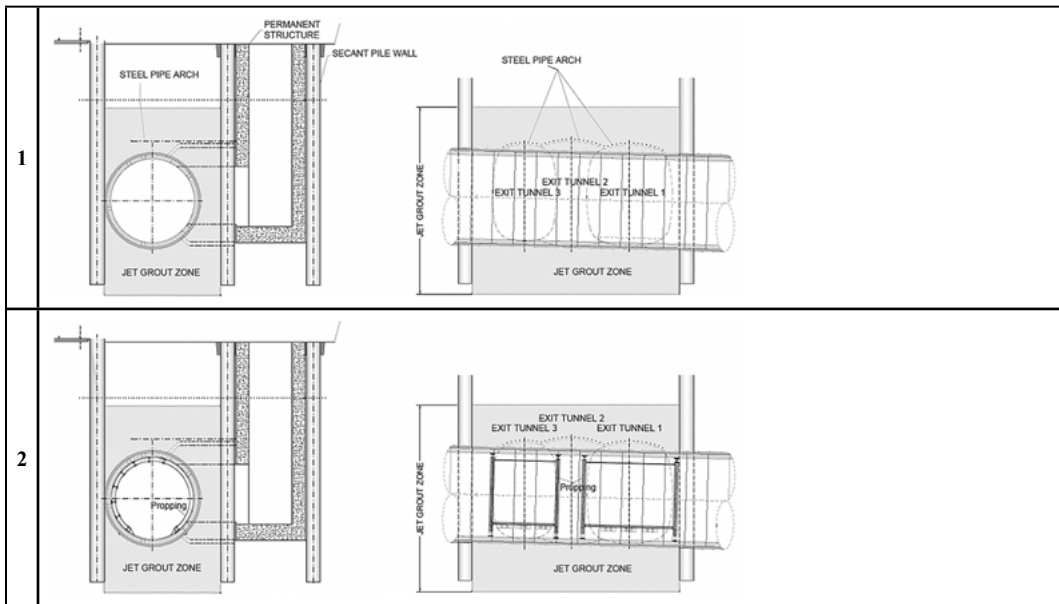 1
PERMANENT
STRUCTURE
SECANT PILE WALL
STEEL PIPE ARCH
JET GROUT ZONE
STEEL PIPE ARCH
JET GROUT ZONE
EXIT TUNNEL 2
EXIT TUNNEL 3
EXIT TUNNEL 1
JET GROUT ZONE
2
Propping
JET GROUT ZONE
JET GROUT ZONE
EXIT TUNNEL 2
EXIT TUNNEL 3
EXIT TUNNEL 1
Propping
JET GROUT ZONE